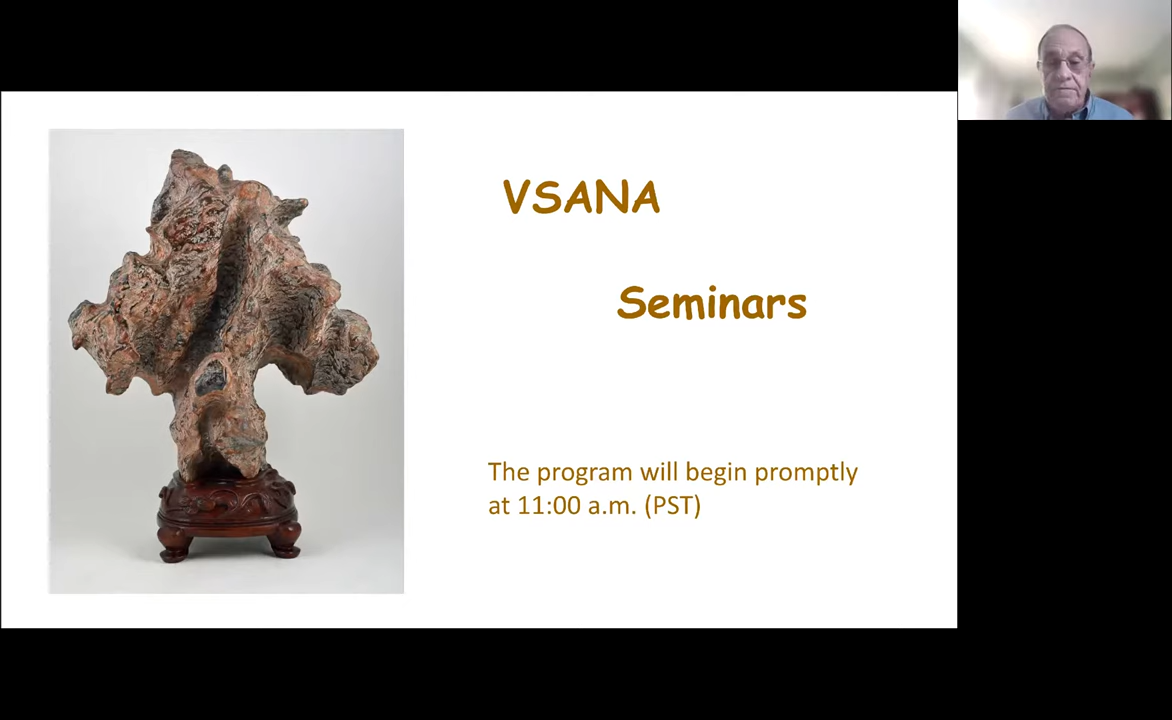 VSANA
Seminars
The program will begin promptly
at 11:00 a.m. (PST)